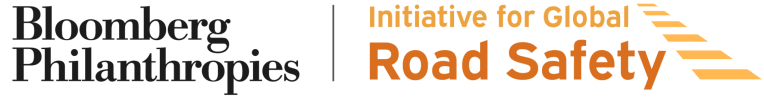 Bloomberg
Philanthropies
Initiative for Global
Road Safety